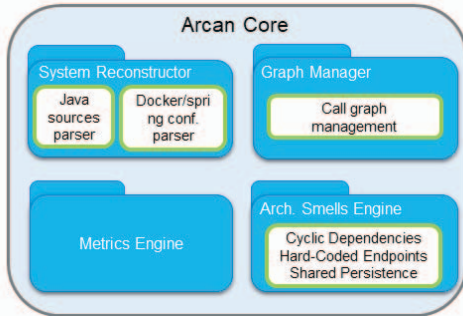 Arcan Core
System Reconstructor
Java
sources
parser
Docker/spri
ng conf.
parser
Graph Manager
Call graph
management
Metrics Engine
Arch. Smells Engine
Cyclic Dependencies
Hard-Coded Endpoints
Shared Persistence